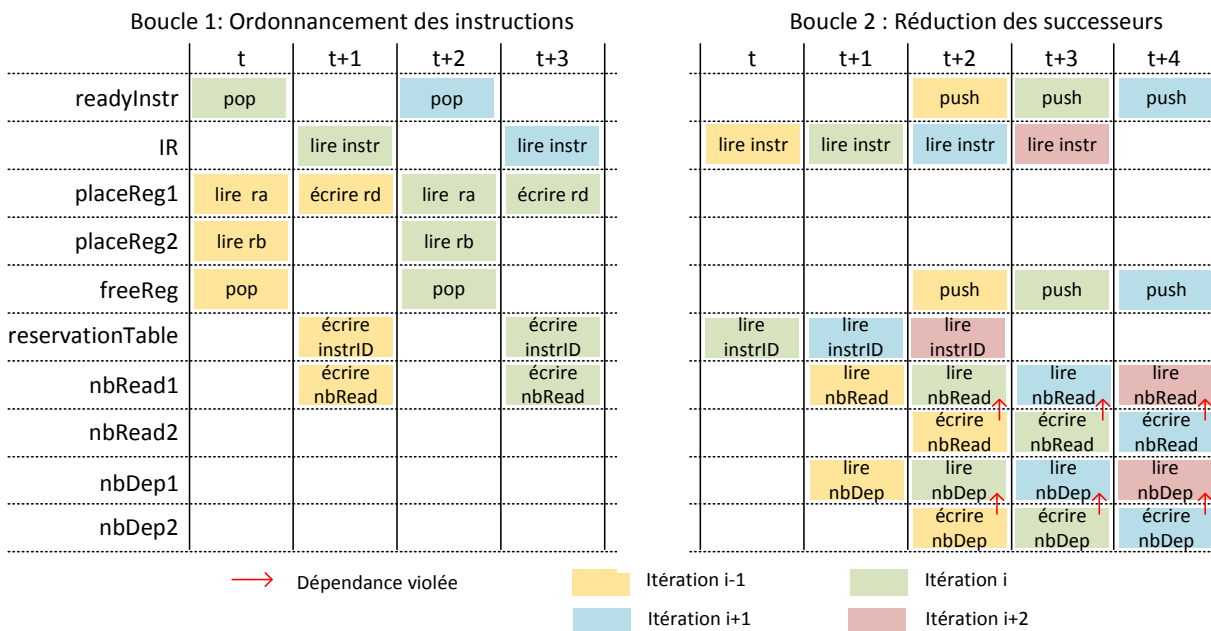 Boucle 1: Ordonnancement des instructions
Boucle 2 : Réduction des successeurs
t t+1 t+2 t+3 t t+1 t+2 t+3 t+4
readyInstr pop pop push push push
IR lire instr lire instr lire instr lire instr lire instr lire instr
placeReg1 lire ra écrire rd lire ra écrire rd
placeReg2 lire rb lire rb
freeReg pop pop push push push
reservationTable écrire instrID écrire instrID lire instrID lire instrID lire instrID
nbRead1 écrire nbRead écrire nbRead lire nbRead lire nbRead lire nbRead lire nbRead
nbRead2 écrire nbRead écrire nbRead écrire nbRead
nbDep1 lire nbDep lire nbDep lire nbDep lire nbDep
nbDep2 écrire nbDep écrire nbDep écrire nbDep
Dépendance violée Itération i-1 Itération i
Itération i+1 Itération i+2